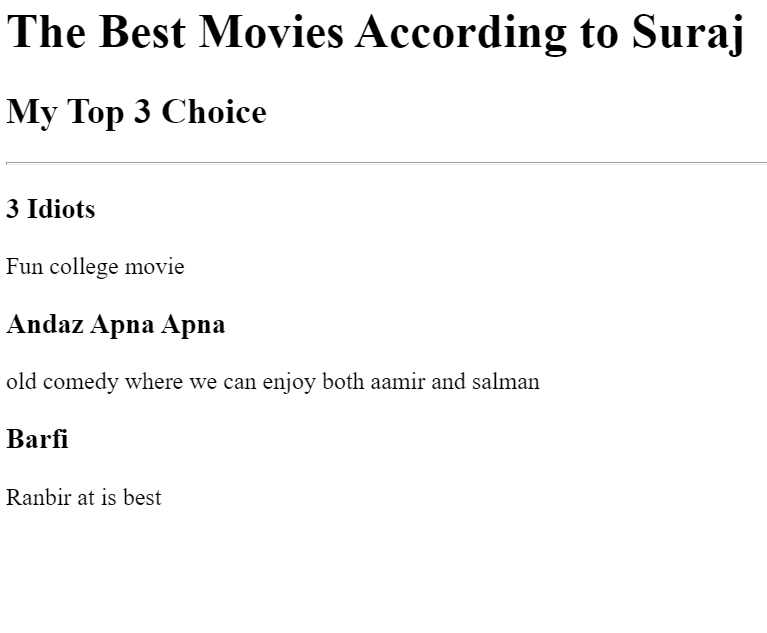 The Best Movies According to Suraj
My Top 3 Choice
3 Idiots
Fun college movie
Andaz Apna Apna
old comedy where we can enjoy both aamir and salman
Barfi
Ranbir at is best